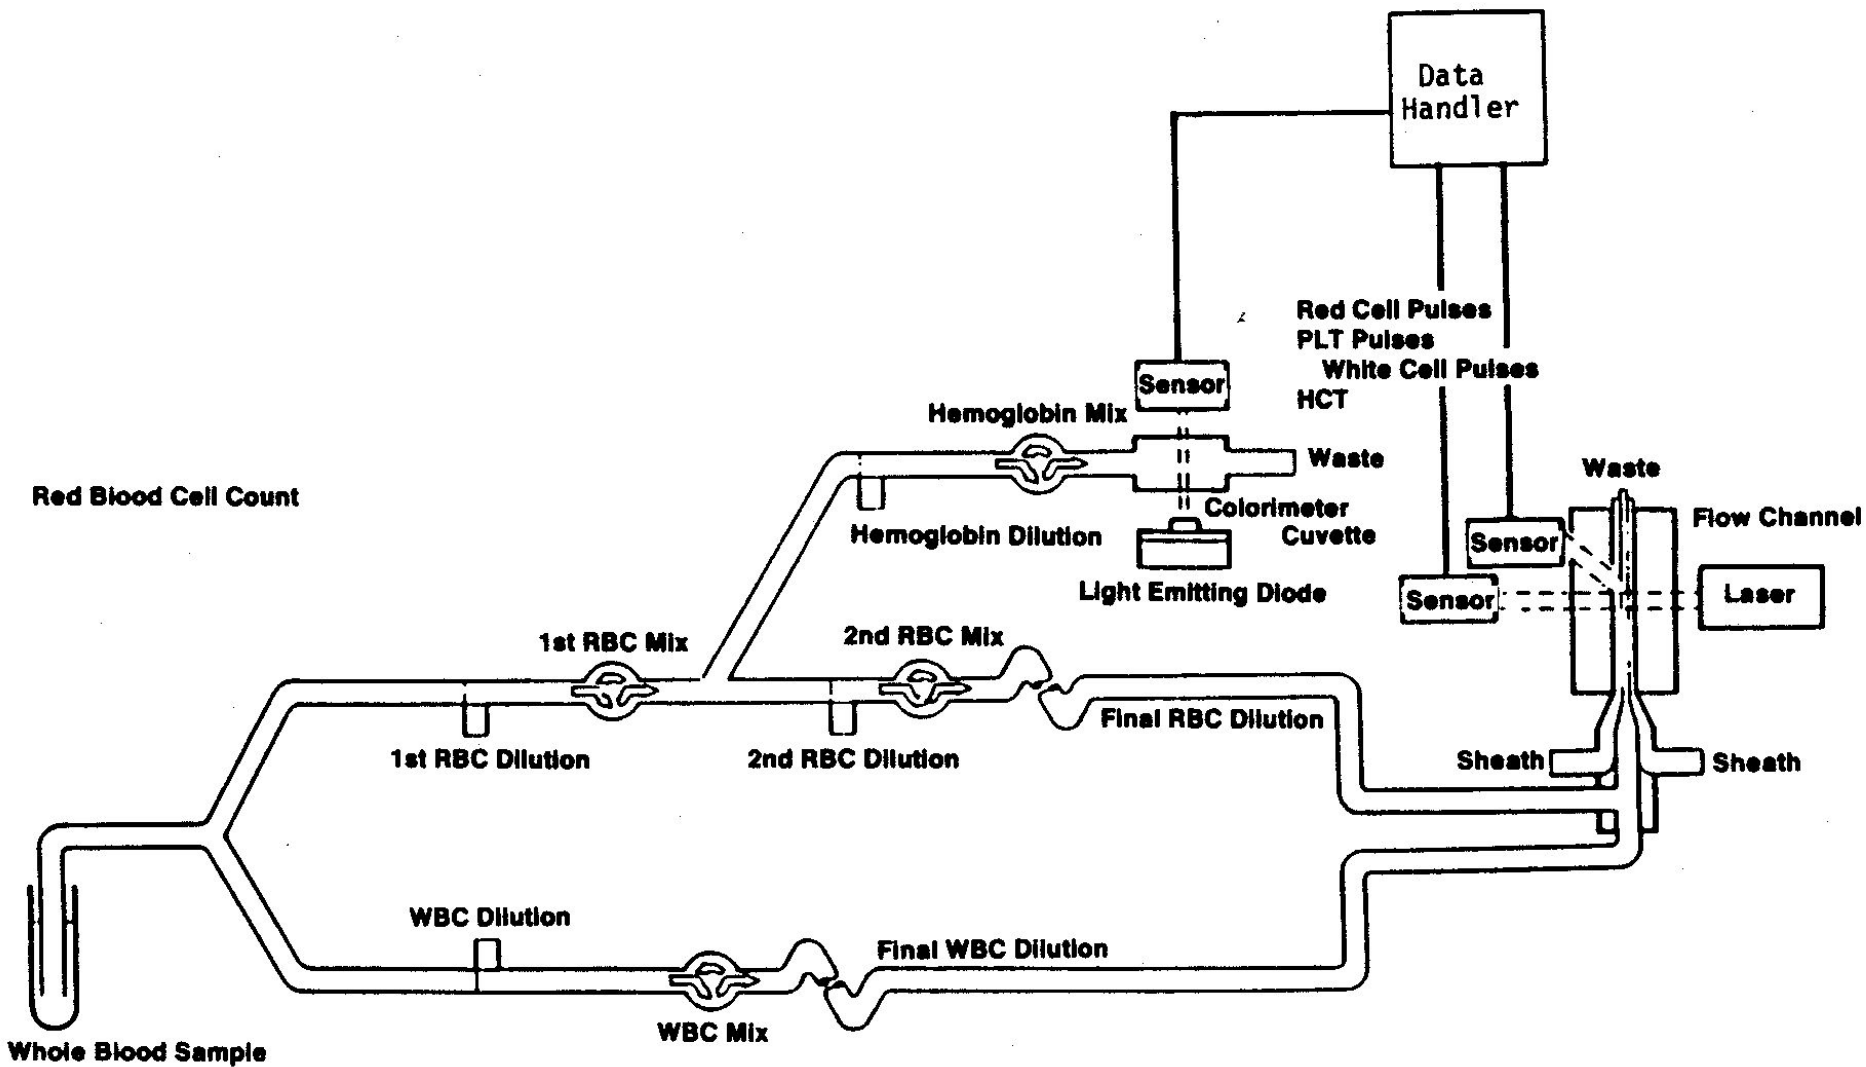 Data
Handler
Red Cell Pulses
PLT Pulses
White Cell Pulses
HCT
Sensor
Hemoglobin Mix
Waste
Waste
Red Blood Cell Count
Colorimeter
Cuvette
Flow Channel
Hemoglobin Dilution
Sensor
Light Emitting Diode
Sensor
Laser
1st RBC Mix
2nd RBC Mix
Final RBC Dilution
1st RBC Dilution
2nd RBC Dilution
Sheath
Sheath
WBC Dilution
Final WBC Dilution
WBC Mix
Whole Blood Sample